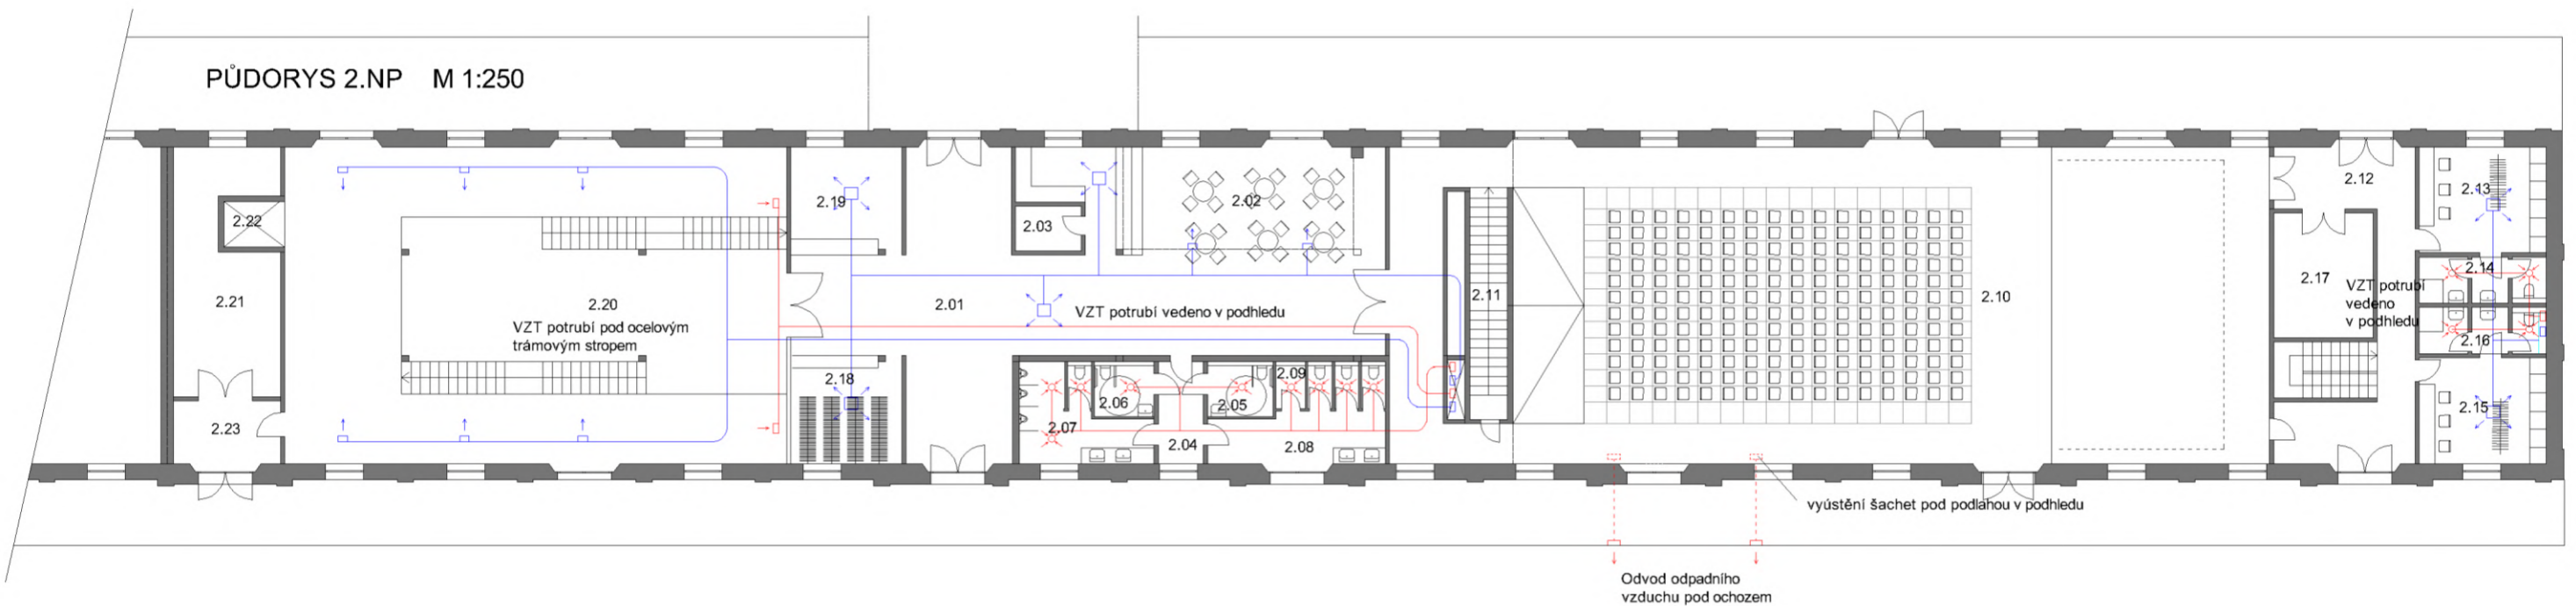 PŮDORYS 2.NP M 1:250
2.22
2.21
2.23
2.20
VZT potrubí pod ocelovým
trámovým stropem
2.19
2.18
2.01
2.03
2.02
VZT potrubí vedeno v podhledu
2.07
2.06
2.04
2.05
2.09
2.08
2.11
2.10
2.12
2.13
2.14
2.17
VZT potrubí
vedeno
v podhledu
2.16
2.15
vyústění šachet pod podlahou v podhledu
Odvod odpadního
vzduchu pod ochozem